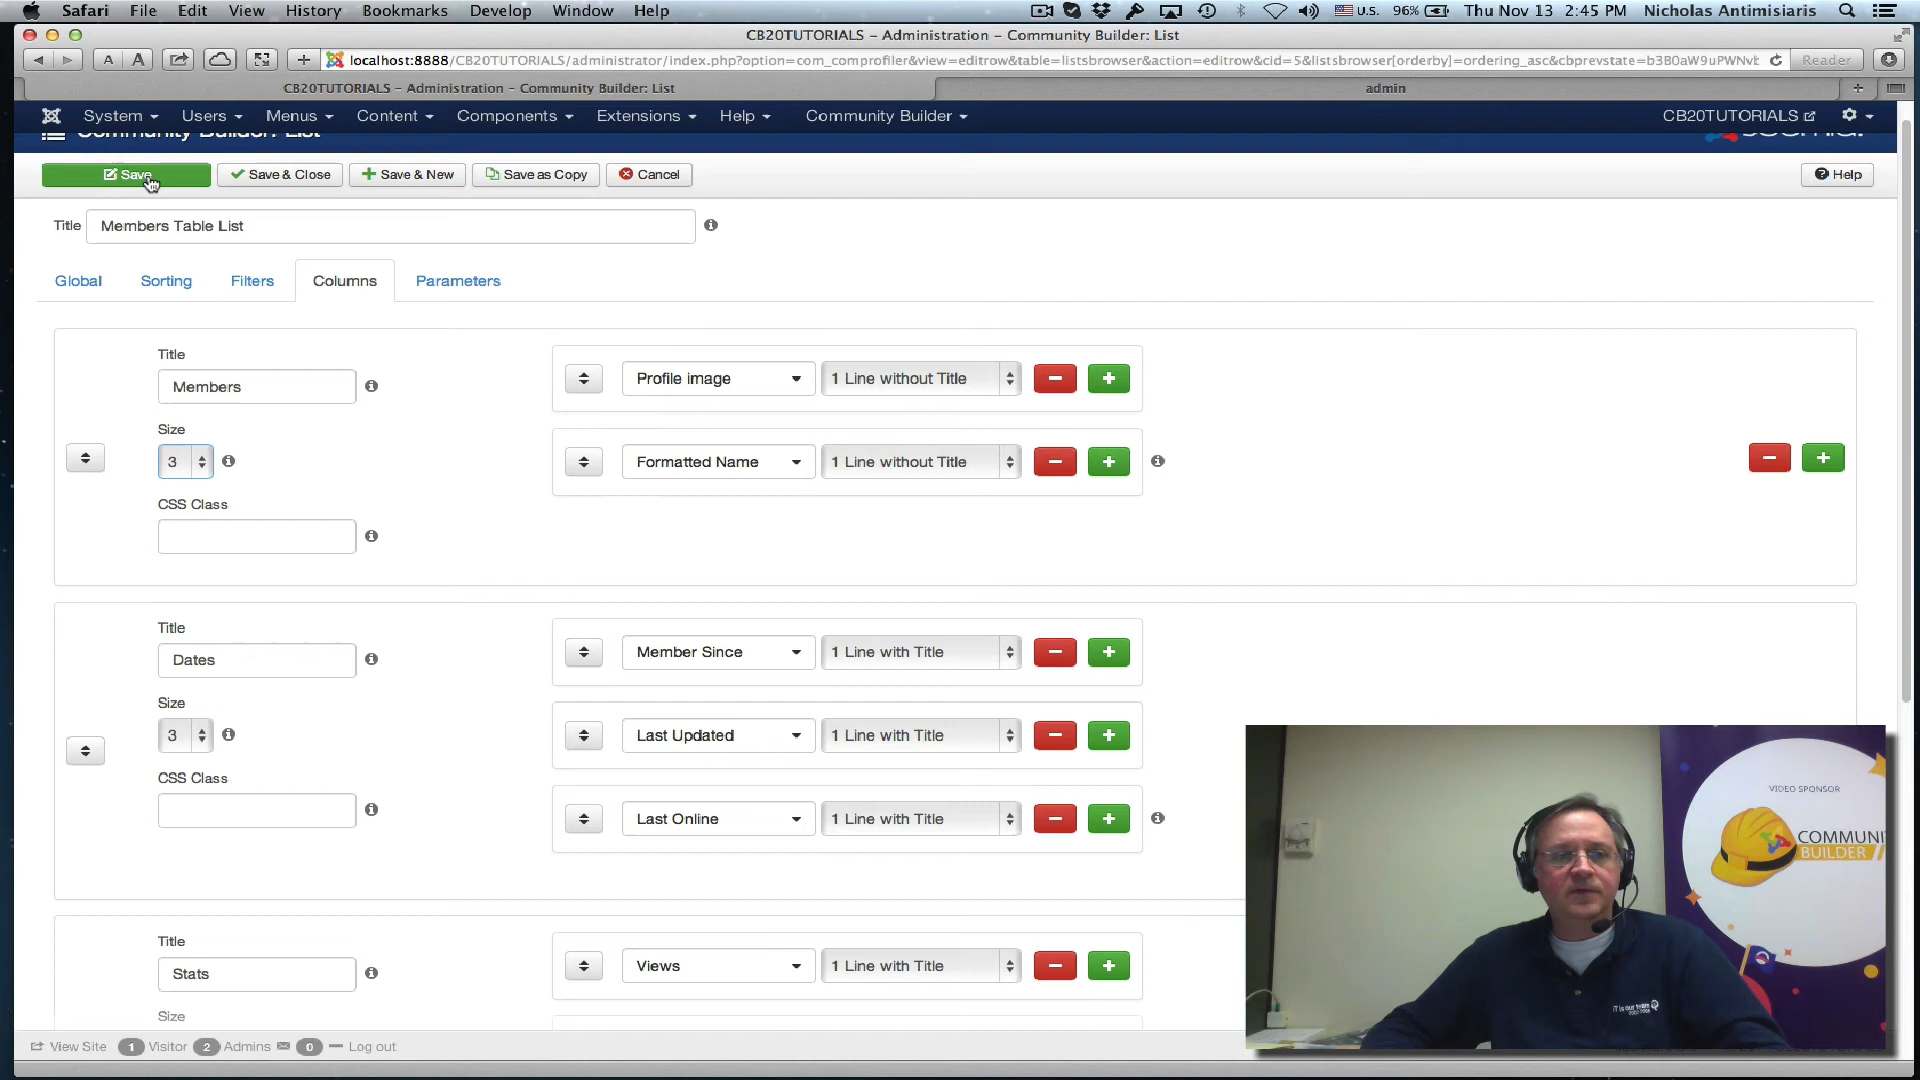 Safari File Edit View History Bookmarks Develop Window Help U.S. 96% Thu Nov 13 2:45 PM Nicholas Antimisiaris
CB20TUTORIALS – Administration – Community Builder: List
A A + localhost:8888/CB20TUTORIALS/administrator/index.php?option=com_comprofiler&view=editrow&table=listsbrowser&action=editrow&cid=5&listsbrowser[orderby]=ordering_asc&cbprevstate=b3B0aW9uPWNvb Reader
CB20TUTORIALS – Administration – Community Builder: List admin +
System Users Menus Content Components Extensions Help Community Builder CB20TUTORIALS
Community Builder: List
Save Save & Close + Save & New Save as Copy Cancel Help
Title Members Table List
Global Sorting Filters Columns Parameters
Title
Members
Profile image 1 Line without Title
Size
3
Formatted Name 1 Line without Title
CSS Class
Title
Dates
Member Since 1 Line with Title
Size
3
Last Updated 1 Line with Title
CSS Class
Last Online 1 Line with Title
Title
Stats
Views 1 Line with Title
Size
VIDEO SPONSOR
COMMUNI
BUILDER
View Site 1 Visitor 2 Admins 0 Log out